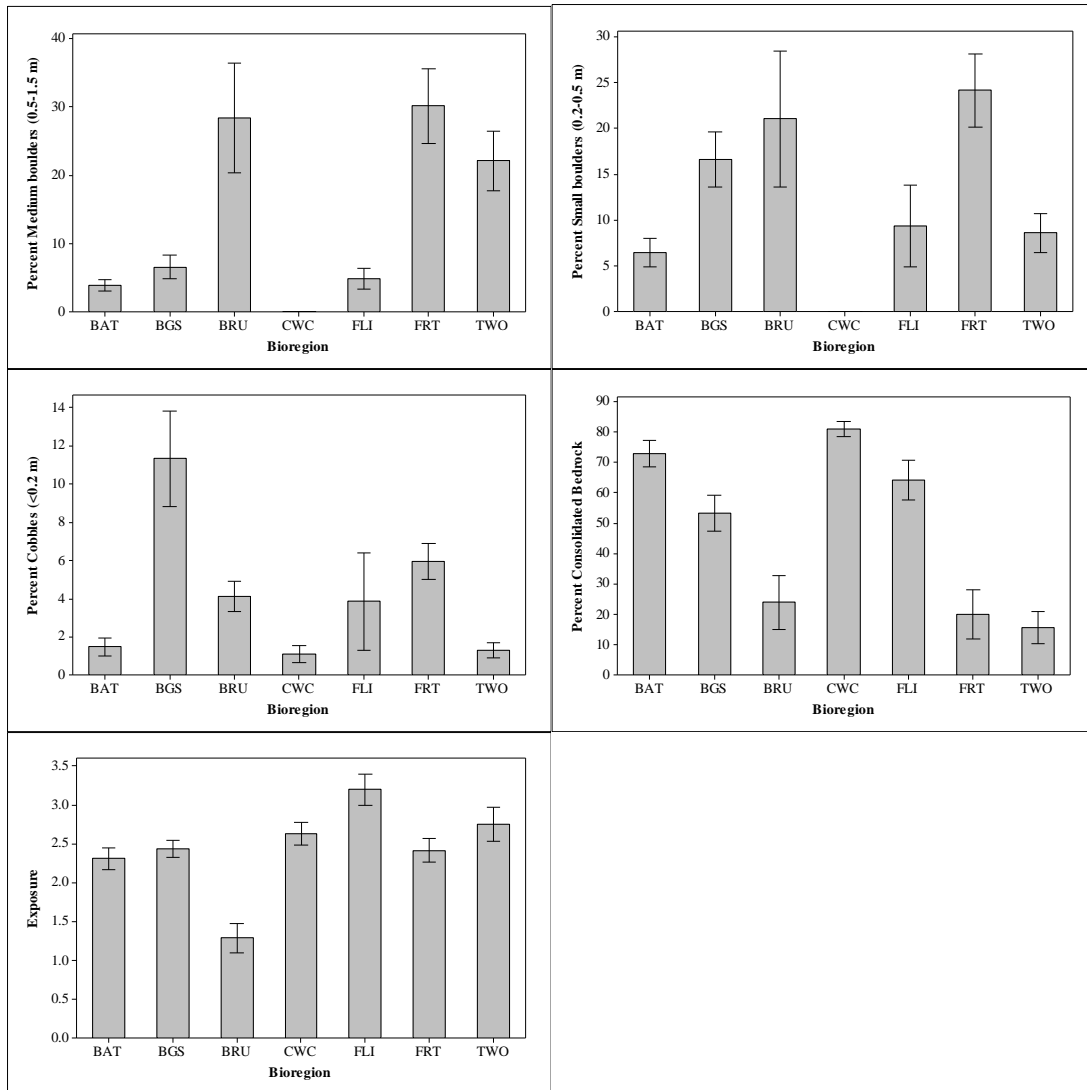 Percent Medium boulders (0.5-1.5 m)
40
30
20
10
0
BAT BGS BRU CWC FLI FRT TWO
Bioregion
Percent Small boulders (0.2-0.5 m)
30
25
20
15
10
5
0
BAT BGS BRU CWC FLI FRT TWO
Bioregion
Percent Cobbles (<0.2 m)
14
12
10
8
6
4
2
0
BAT BGS BRU CWC FLI FRT TWO
Bioregion
Percent Consolidated Bedrock
90
80
70
60
50
40
30
20
10
0
BAT BGS BRU CWC FLI FRT TWO
Bioregion
Exposure
3.5
3.0
2.5
2.0
1.5
1.0
0.5
0.0
BAT BGS BRU CWC FLI FRT TWO
Bioregion